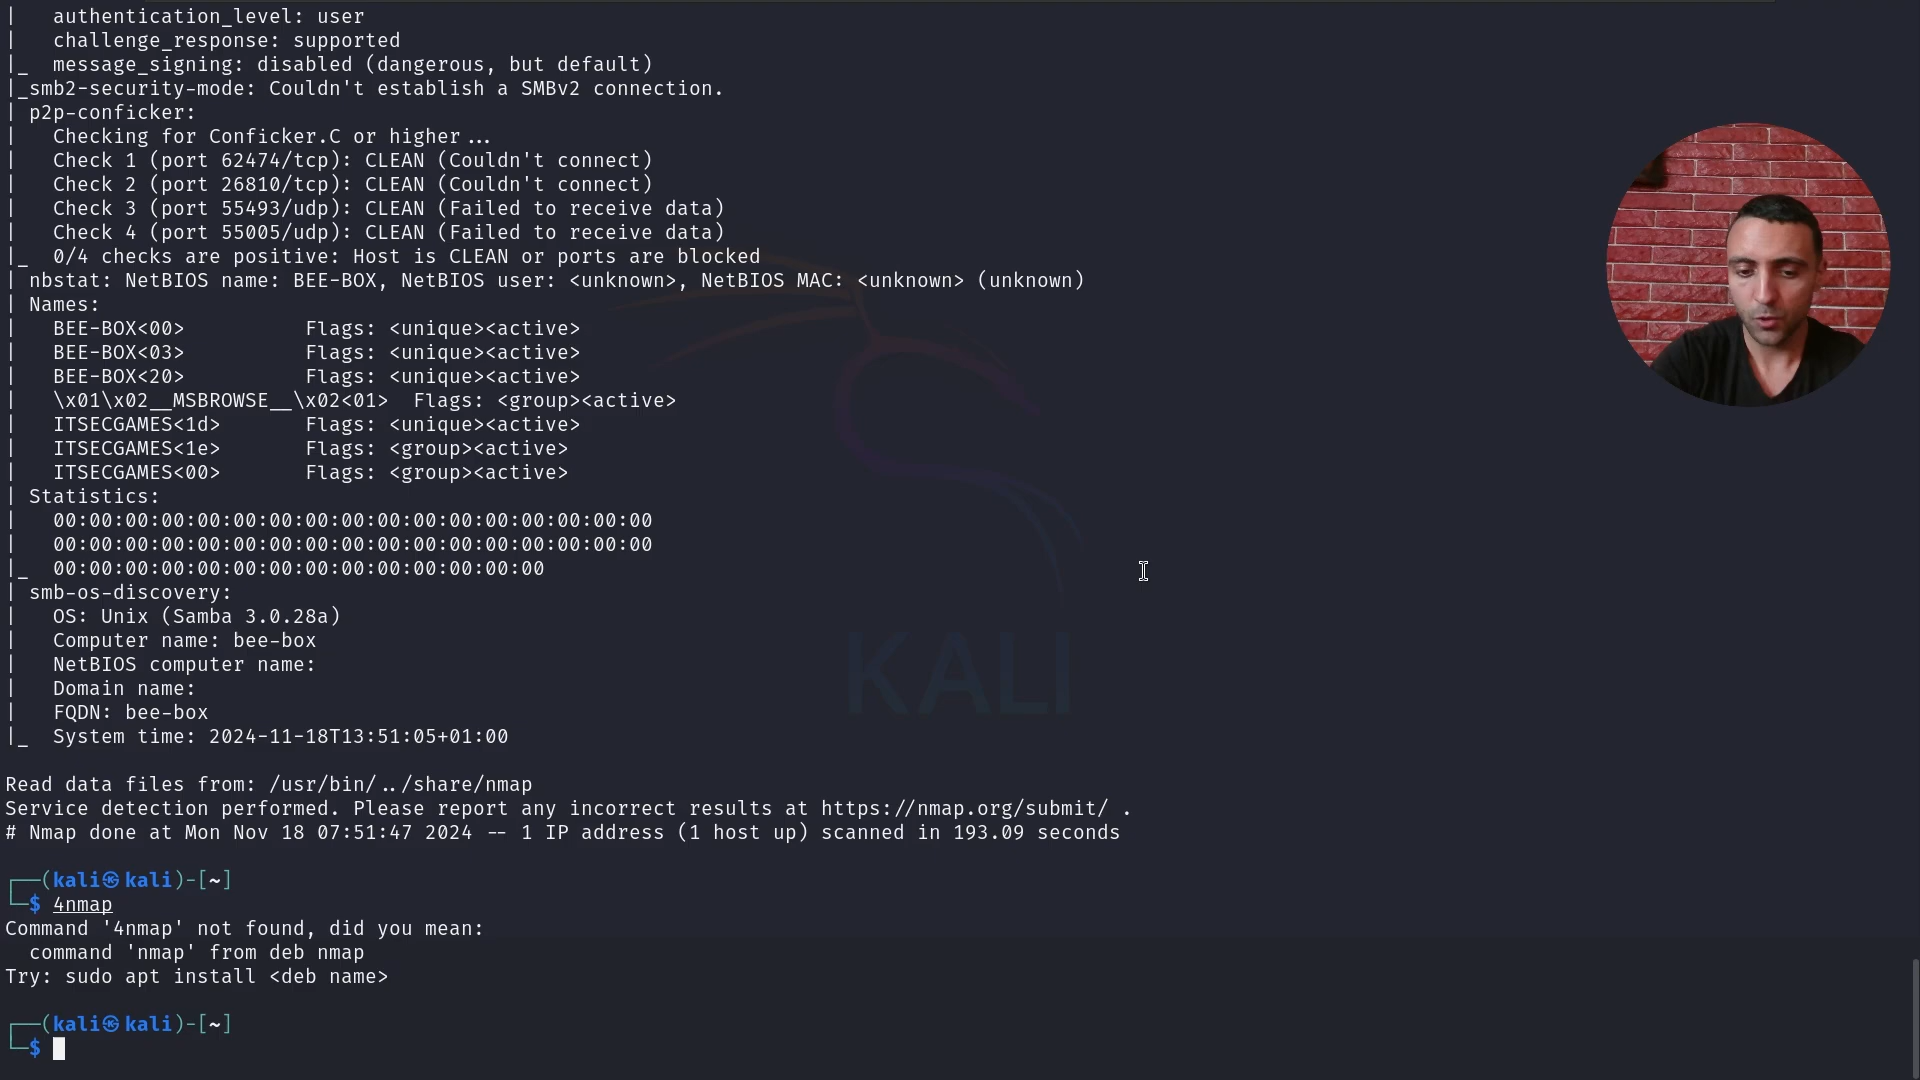 |   authentication_level: user
|   challenge_response: supported
|_  message_signing: disabled (dangerous, but default)
|_smb2-security-mode: Couldn't establish a SMBv2 connection.
| p2p-conficker:
|   Checking for Conficker.C or higher...
|   Check 1 (port 62474/tcp): CLEAN (Couldn't connect)
|   Check 2 (port 26810/tcp): CLEAN (Couldn't connect)
|   Check 3 (port 55493/udp): CLEAN (Failed to receive data)
|   Check 4 (port 55005/udp): CLEAN (Failed to receive data)
|_  0/4 checks are positive: Host is CLEAN or ports are blocked
| nbstat: NetBIOS name: BEE-BOX, NetBIOS user: <unknown>, NetBIOS MAC: <unknown> (unknown)
| Names:
|   BEE-BOX<00>          Flags: <unique><active>
|   BEE-BOX<03>          Flags: <unique><active>
|   BEE-BOX<20>          Flags: <unique><active>
|   \x01\x02__MSBROWSE__\x02<01>  Flags: <group><active>
|   ITSECGAMES<1d>       Flags: <unique><active>
|   ITSECGAMES<1e>       Flags: <group><active>
|   ITSECGAMES<00>       Flags: <group><active>
| Statistics:
|   00:00:00:00:00:00:00:00:00:00:00:00:00:00:00:00:00
|   00:00:00:00:00:00:00:00:00:00:00:00:00:00:00:00:00
|_  00:00:00:00:00:00:00:00:00:00:00:00:00:00
| smb-os-discovery:
|   OS: Unix (Samba 3.0.28a)
|   Computer name: bee-box
|   NetBIOS computer name:
|   Domain name:
|   FQDN: bee-box
|_  System time: 2024-11-18T13:51:05+01:00
KALI
Read data files from: /usr/bin/../share/nmap
Service detection performed. Please report any incorrect results at https://nmap.org/submit/ .
# Nmap done at Mon Nov 18 07:51:47 2024 -- 1 IP address (1 host up) scanned in 193.09 seconds
┌──(kali㉿kali)-[~]
└─$ 4nmap
Command '4nmap' not found, did you mean:
  command 'nmap' from deb nmap
Try: sudo apt install <deb name>
┌──(kali㉿kali)-[~]
└─$